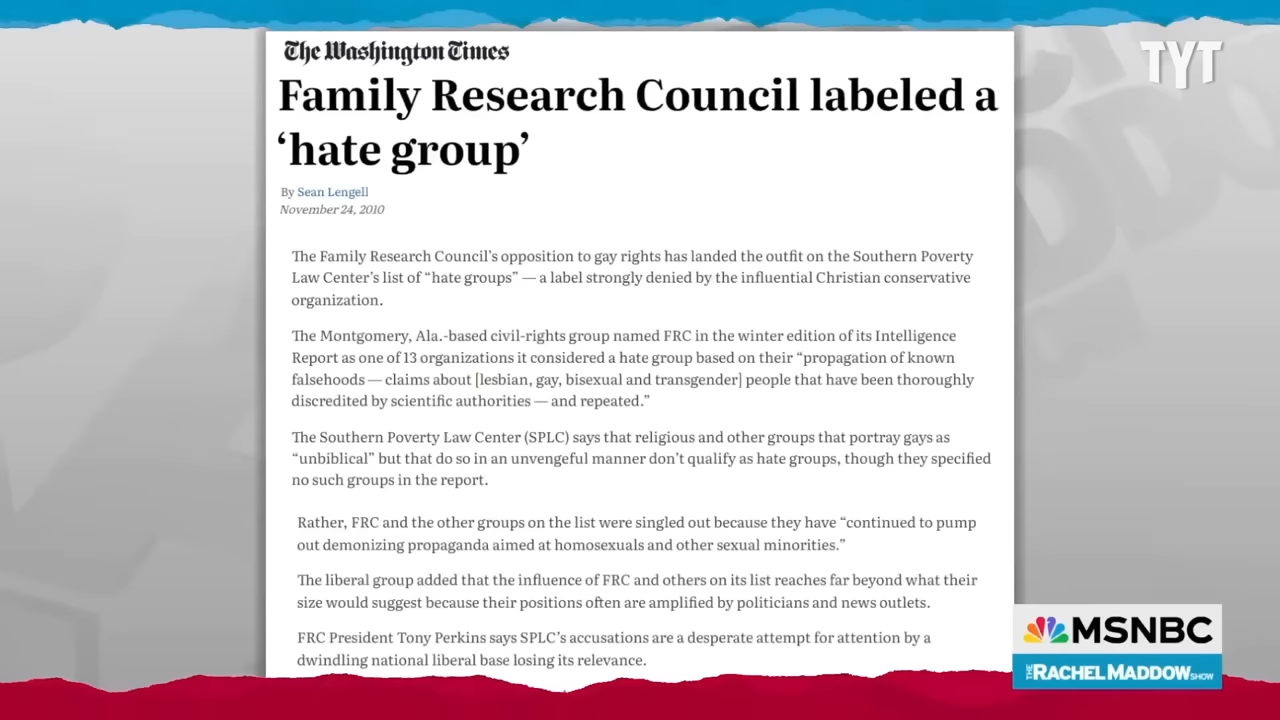 The Washington Times
Family Research Council labeled a
‘hate group’
By Sean Lengell
November 24, 2010
The Family Research Council’s opposition to gay rights has landed the outfit on the Southern Poverty
Law Center’s list of “hate groups” — a label strongly denied by the influential Christian conservative
organization.
The Montgomery, Ala.-based civil-rights group named FRC in the winter edition of its Intelligence
Report as one of 13 organizations it considered a hate group based on their “propagation of known
falsehoods — claims about [lesbian, gay, bisexual and transgender] people that have been thoroughly
discredited by scientific authorities — and repeated.”
The Southern Poverty Law Center (SPLC) says that religious and other groups that portray gays as
“unbiblical” but that do so in an unvengeful manner don’t qualify as hate groups, though they specified
no such groups in the report.
Rather, FRC and the other groups on the list were singled out because they have “continued to pump
out demonizing propaganda aimed at homosexuals and other sexual minorities.”
The liberal group added that the influence of FRC and others on its list reaches far beyond what their
size would suggest because their positions often are amplified by politicians and news outlets.
FRC President Tony Perkins says SPLC’s accusations are a desperate attempt for attention by a
dwindling national liberal base losing its relevance.
TYT
MSNBC
THE RACHEL MADDOW SHOW